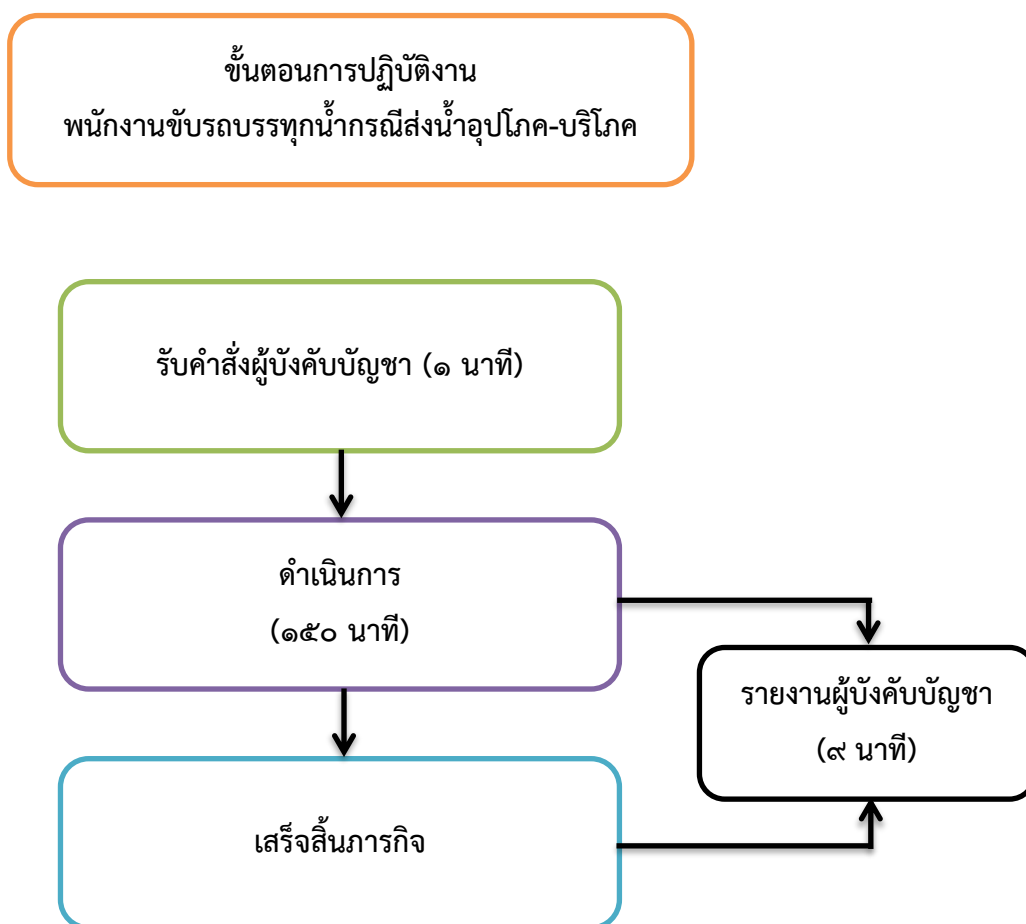 ขั้นตอนการปฏิบัติงาน
พนักงานขับรถบรรทุกน้ำกรณีส่งน้ำอุปโภค-บริโภค
รับคำสั่งผู้บังคับบัญชา (๑ นาที)
ดำเนินการ
(๑๕๐ นาที)
รายงานผู้บังคับบัญชา
(๙ นาที)
เสร็จสิ้นภารกิจ